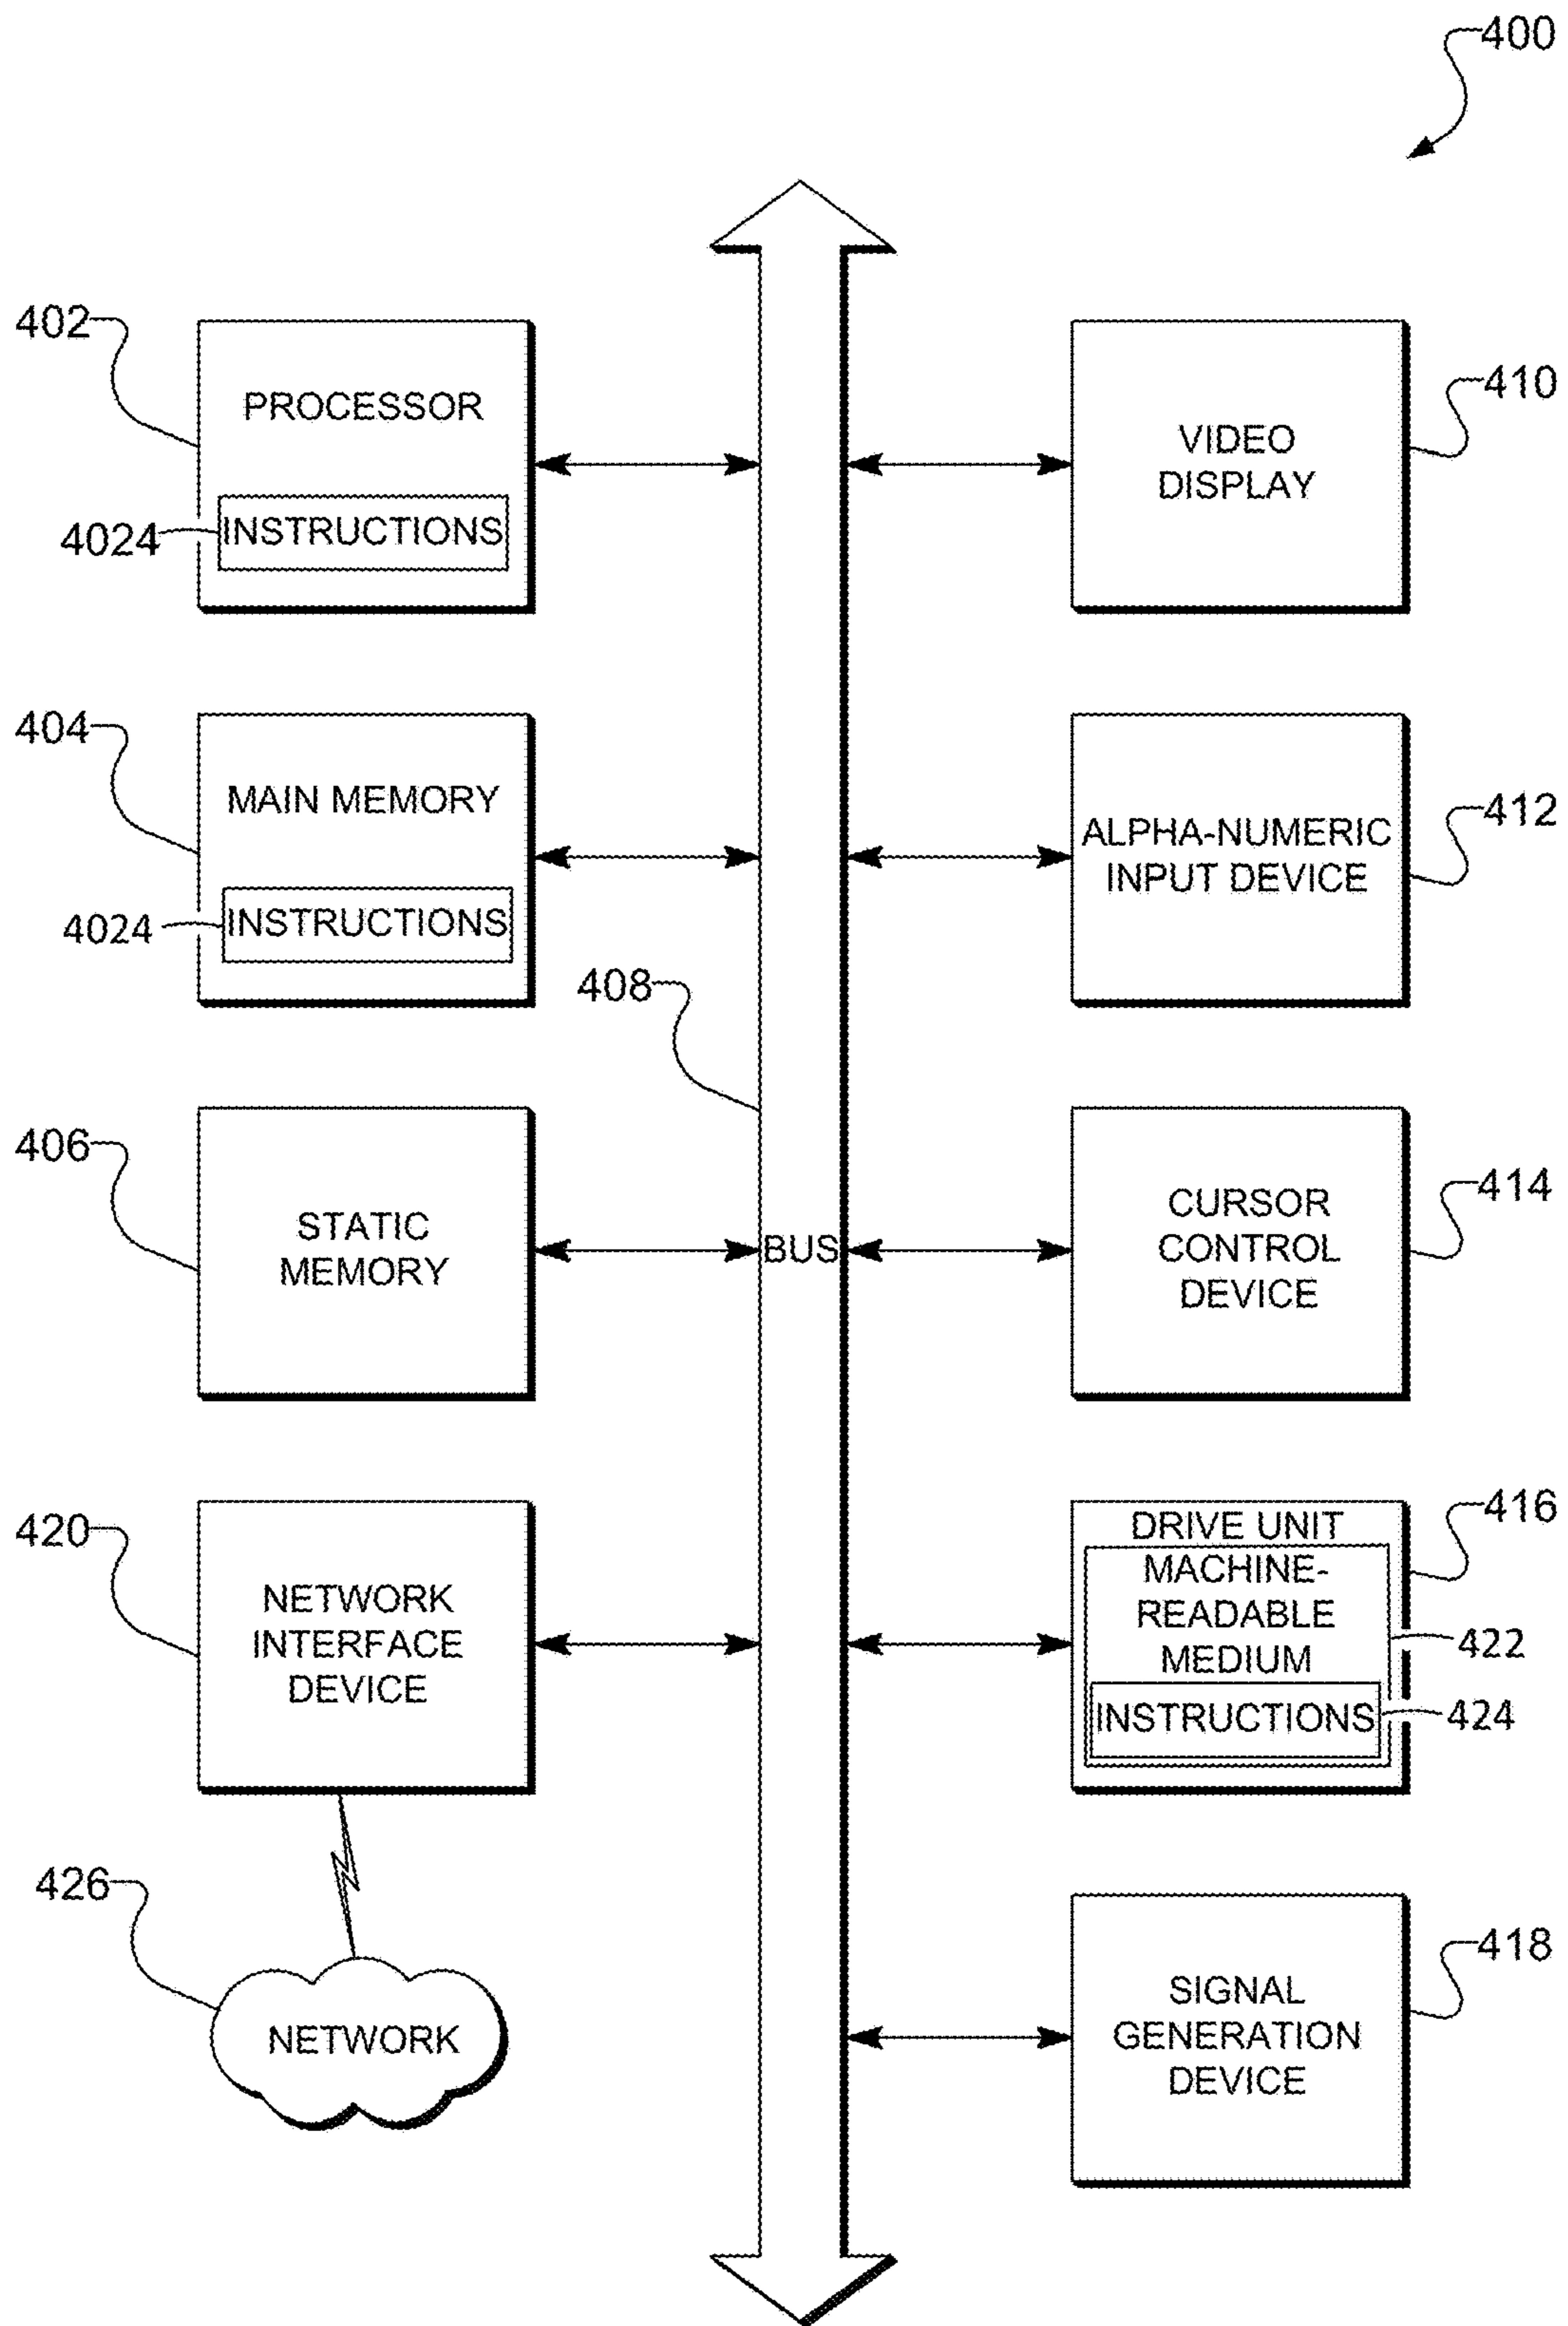 400
402
PROCESSOR
4024
INSTRUCTIONS
404
MAIN MEMORY
4024
INSTRUCTIONS
406
STATIC
MEMORY
420
NETWORK
INTERFACE
DEVICE
426
NETWORK
408
BUS
410
VIDEO
DISPLAY
412
ALPHA-NUMERIC
INPUT DEVICE
414
CURSOR
CONTROL
DEVICE
416
DRIVE UNIT
MACHINE-
READABLE
MEDIUM
422
INSTRUCTIONS
424
418
SIGNAL
GENERATION
DEVICE